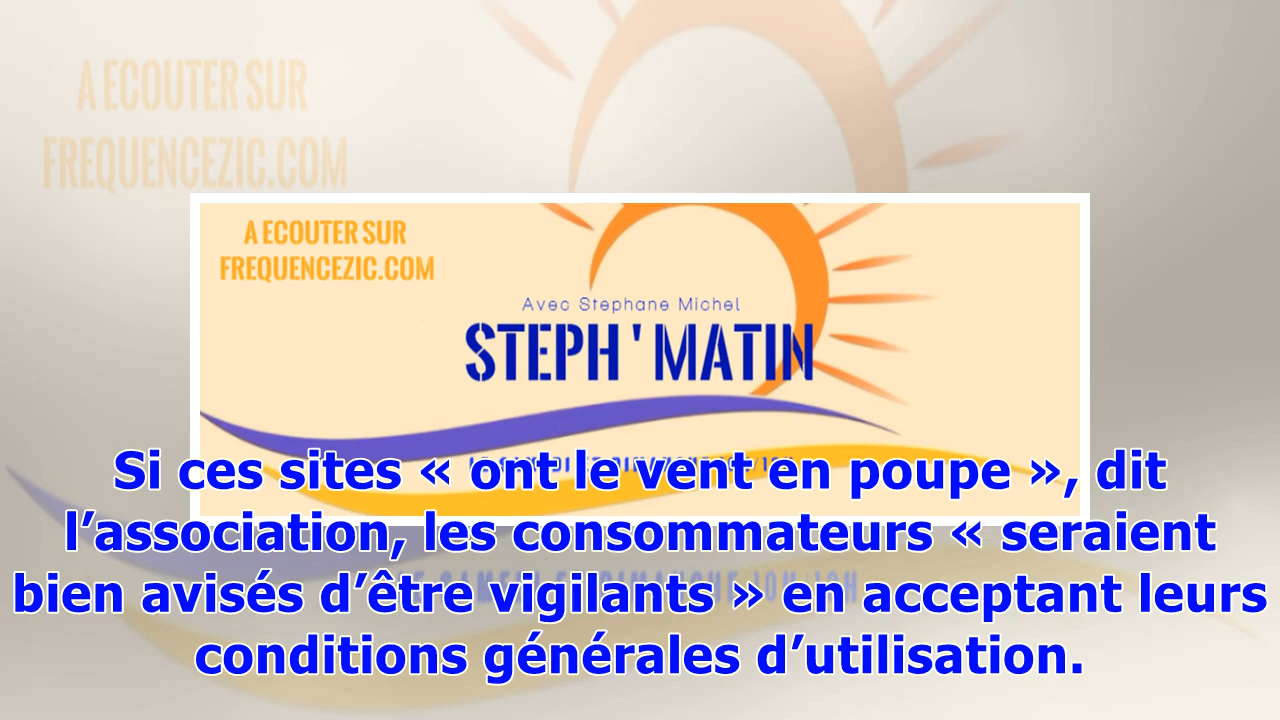 A ECOUTER SUR
FREQUENCEZIC.COM
A ECOUTER SUR
FREQUENCEZIC.COM
Avec Stephane Michel
STEPH'MATIN
Si ces sites « ont le vent en poupe », dit
l’association, les consommateurs « seraient
bien avisés d’être vigilants » en acceptant leurs
conditions générales d’utilisation.